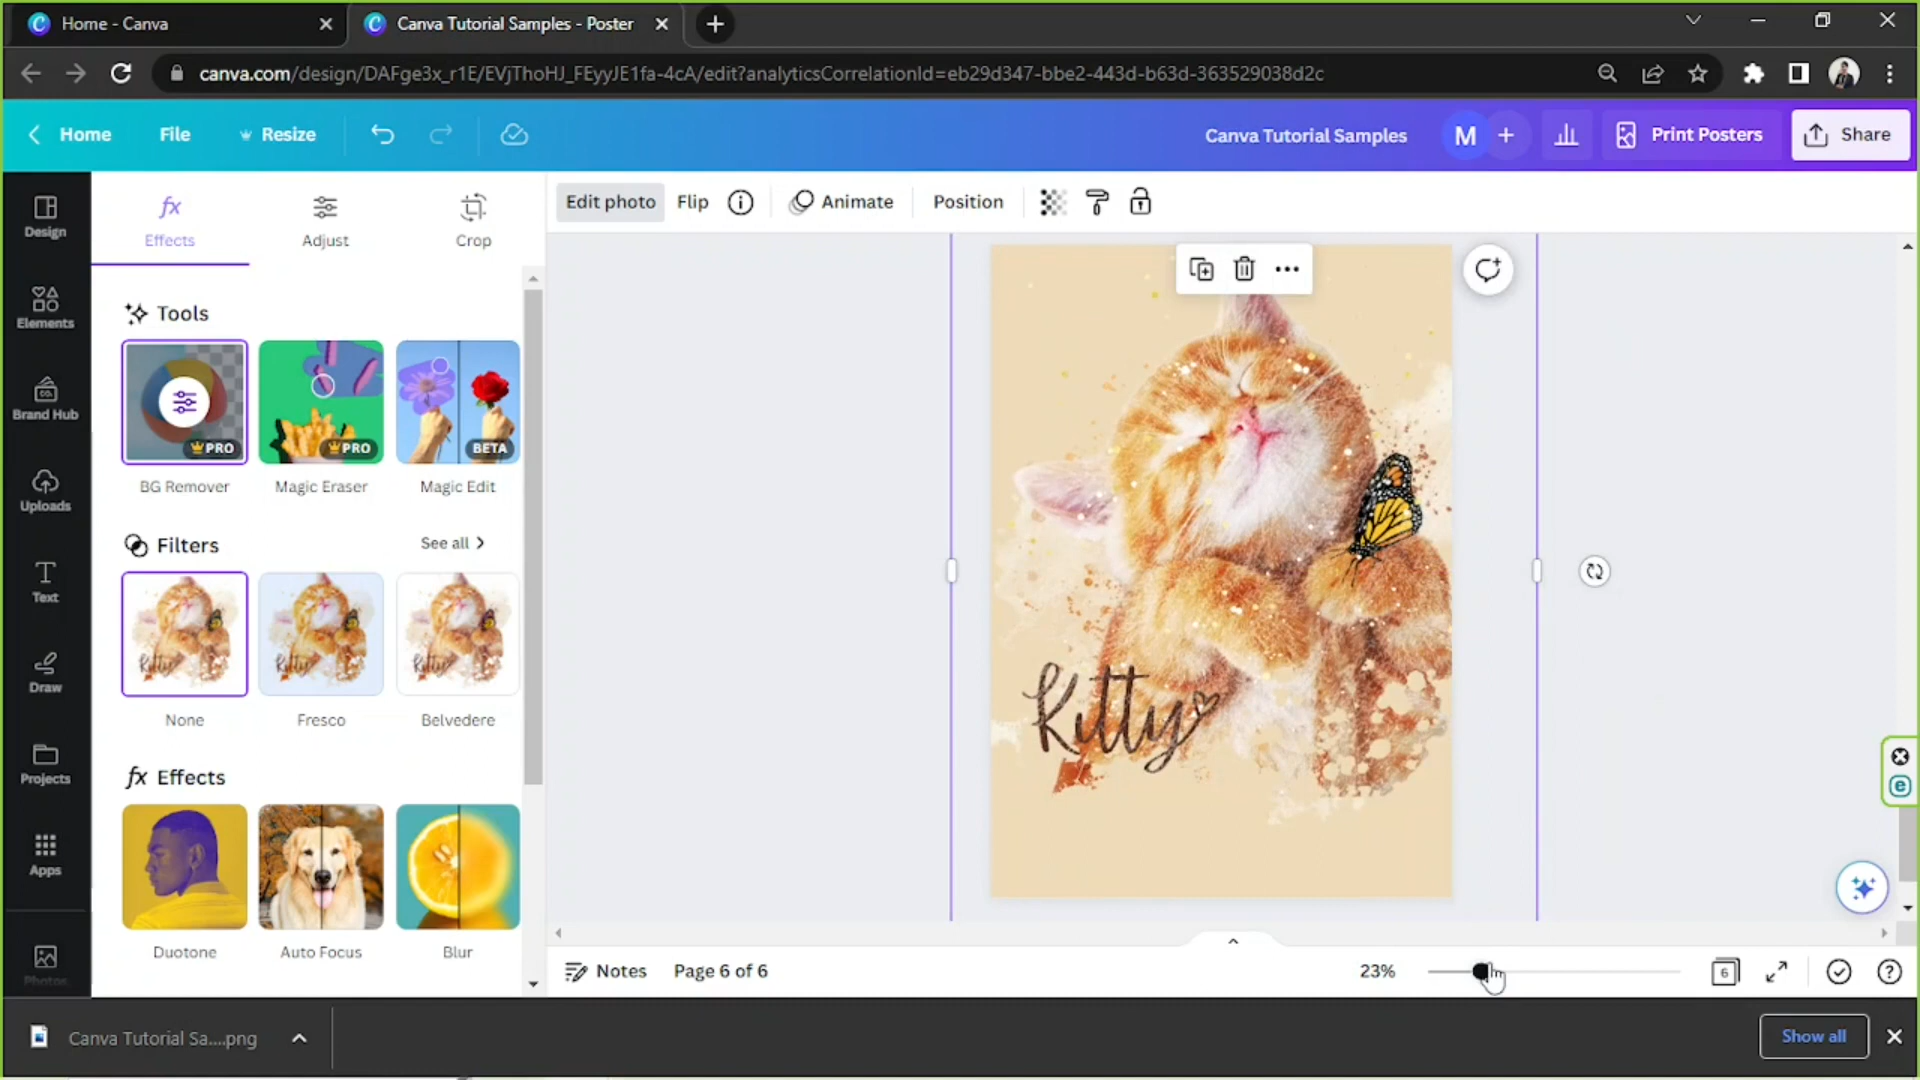 Home - Canva
Canva Tutorial Samples - Poster
canva.com/design/DAFge3x_r1E/EVjThoHJ_FEyyJE1fa-4cA/edit?analyticsCorrelationId=eb29d347-bbe2-443d-b63d-363529038d2c
Home
File
Resize
Canva Tutorial Samples
M
Print Posters
Share
Design
Elements
Brand Hub
Uploads
Text
Draw
Projects
Apps
Photos
Effects
Adjust
Crop
Edit photo
Flip
Animate
Position
Tools
PRO
PRO
BETA
BG Remover
Magic Eraser
Magic Edit
Filters
See all
None
Fresco
Belvedere
fx Effects
Duotone
Auto Focus
Blur
Kitty
Notes
Page 6 of 6
23%
6
Canva Tutorial Sa....png
Show all